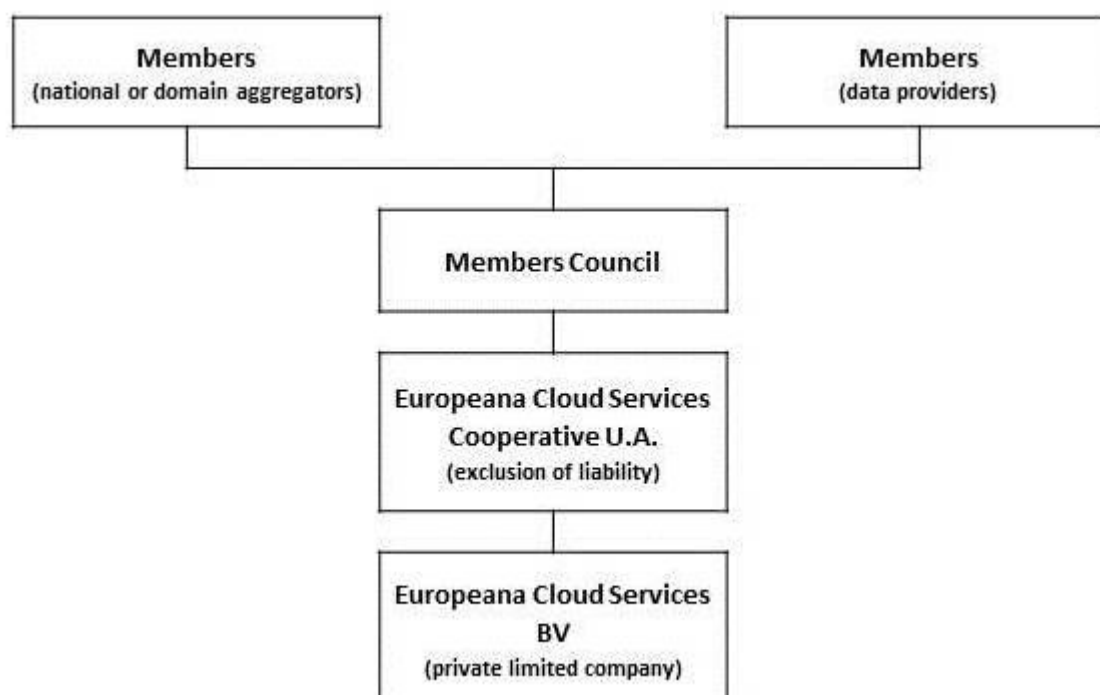 Members
(national or domain aggregators)
Members
(data providers)
Members Council
Europeana Cloud Services
Cooperative U.A.
(exclusion of liability)
Europeana Cloud Services
BV
(private limited company)